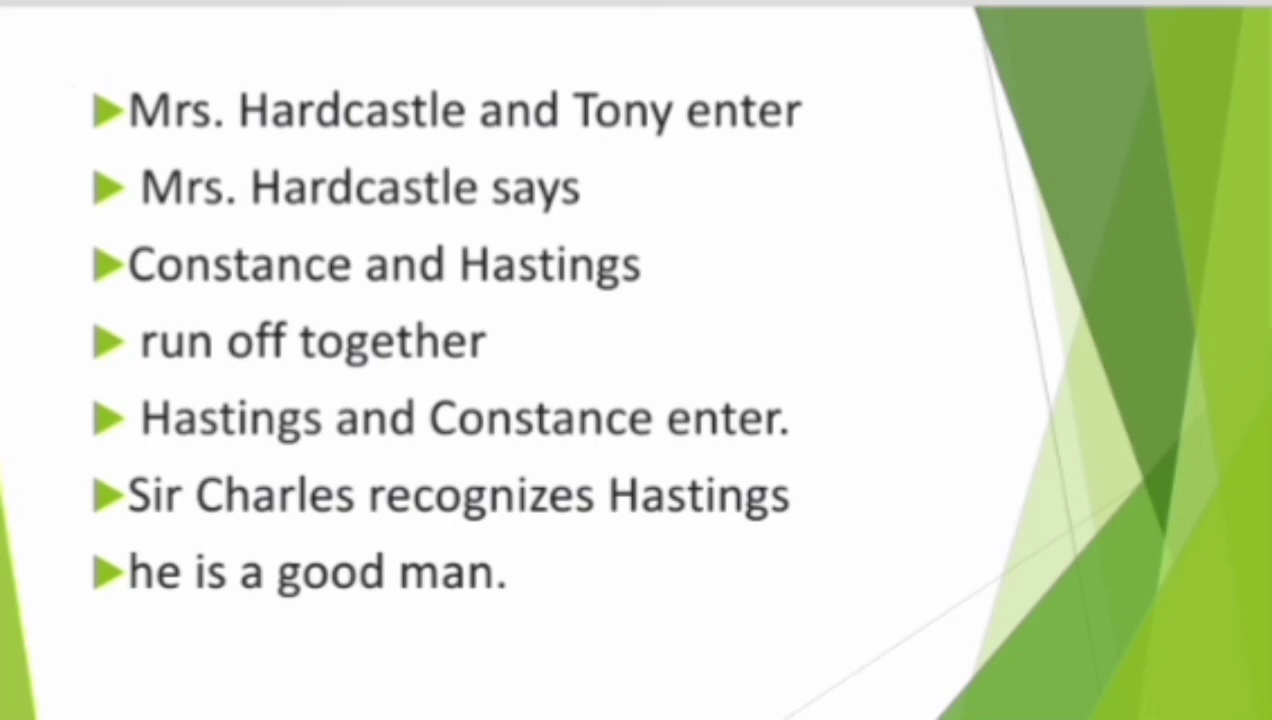 Mrs. Hardcastle and Tony enter
Mrs. Hardcastle says
Constance and Hastings
run off together
Hastings and Constance enter.
Sir Charles recognizes Hastings
he is a good man.